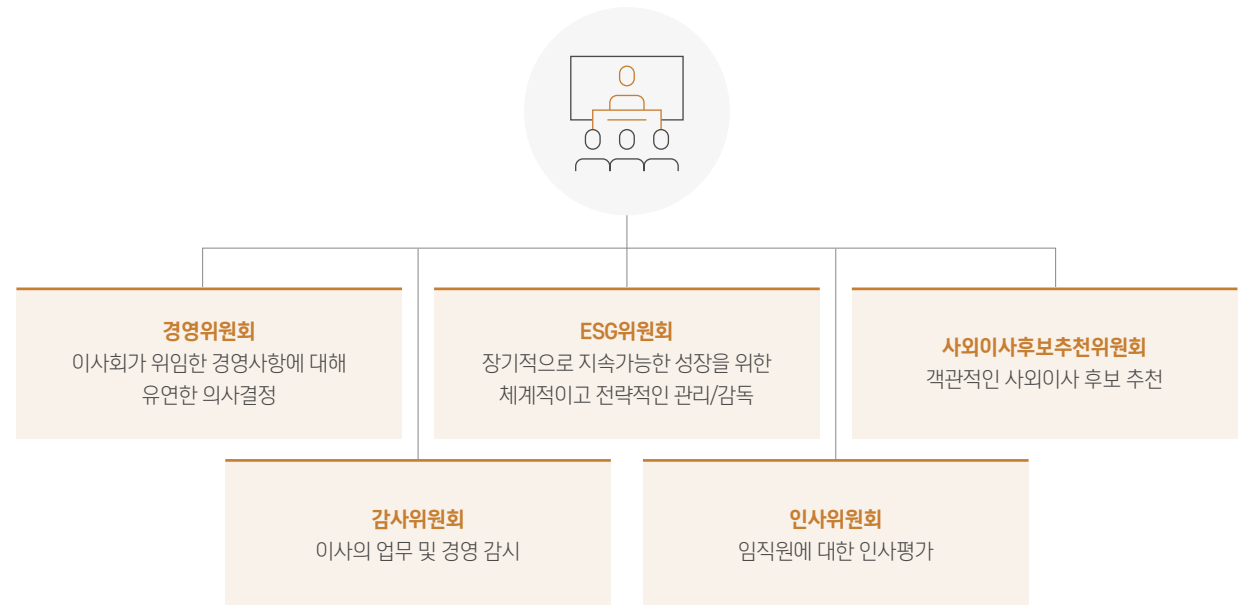 경영위원회
이사회가 위임한 경영사항에 대해
유연한 의사결정
ESG위원회
장기적으로 지속가능한 성장을 위한
체계적이고 전략적인 관리/감독
사외이사후보추천위원회
객관적인 사외이사 후보 추천
감사위원회
이사의 업무 및 경영 감시
인사위원회
임직원에 대한 인사평가